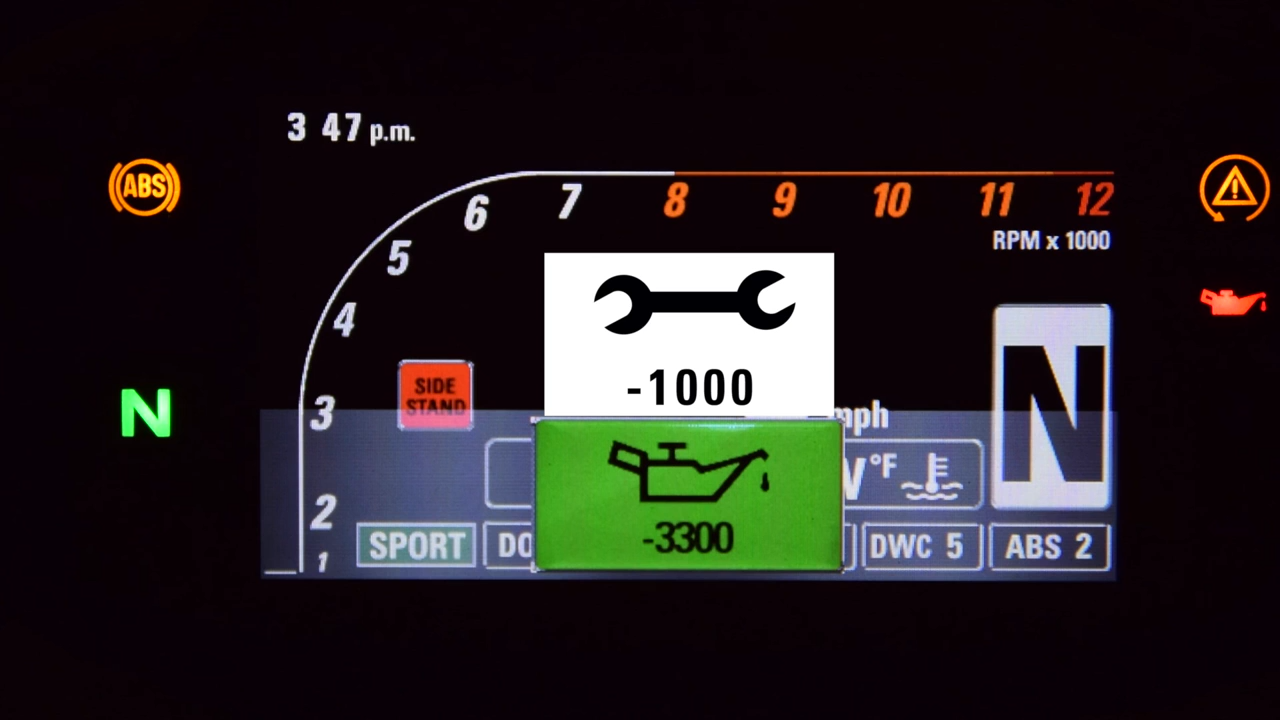 3 47 p.m.
ABS
6 7 8 9 10 11 12
RPM x 1000
5
4
SIDE
STAND
-1000
N
3
mph
N
°F
2
-3300
SPORT
DWC 5
ABS 2
1